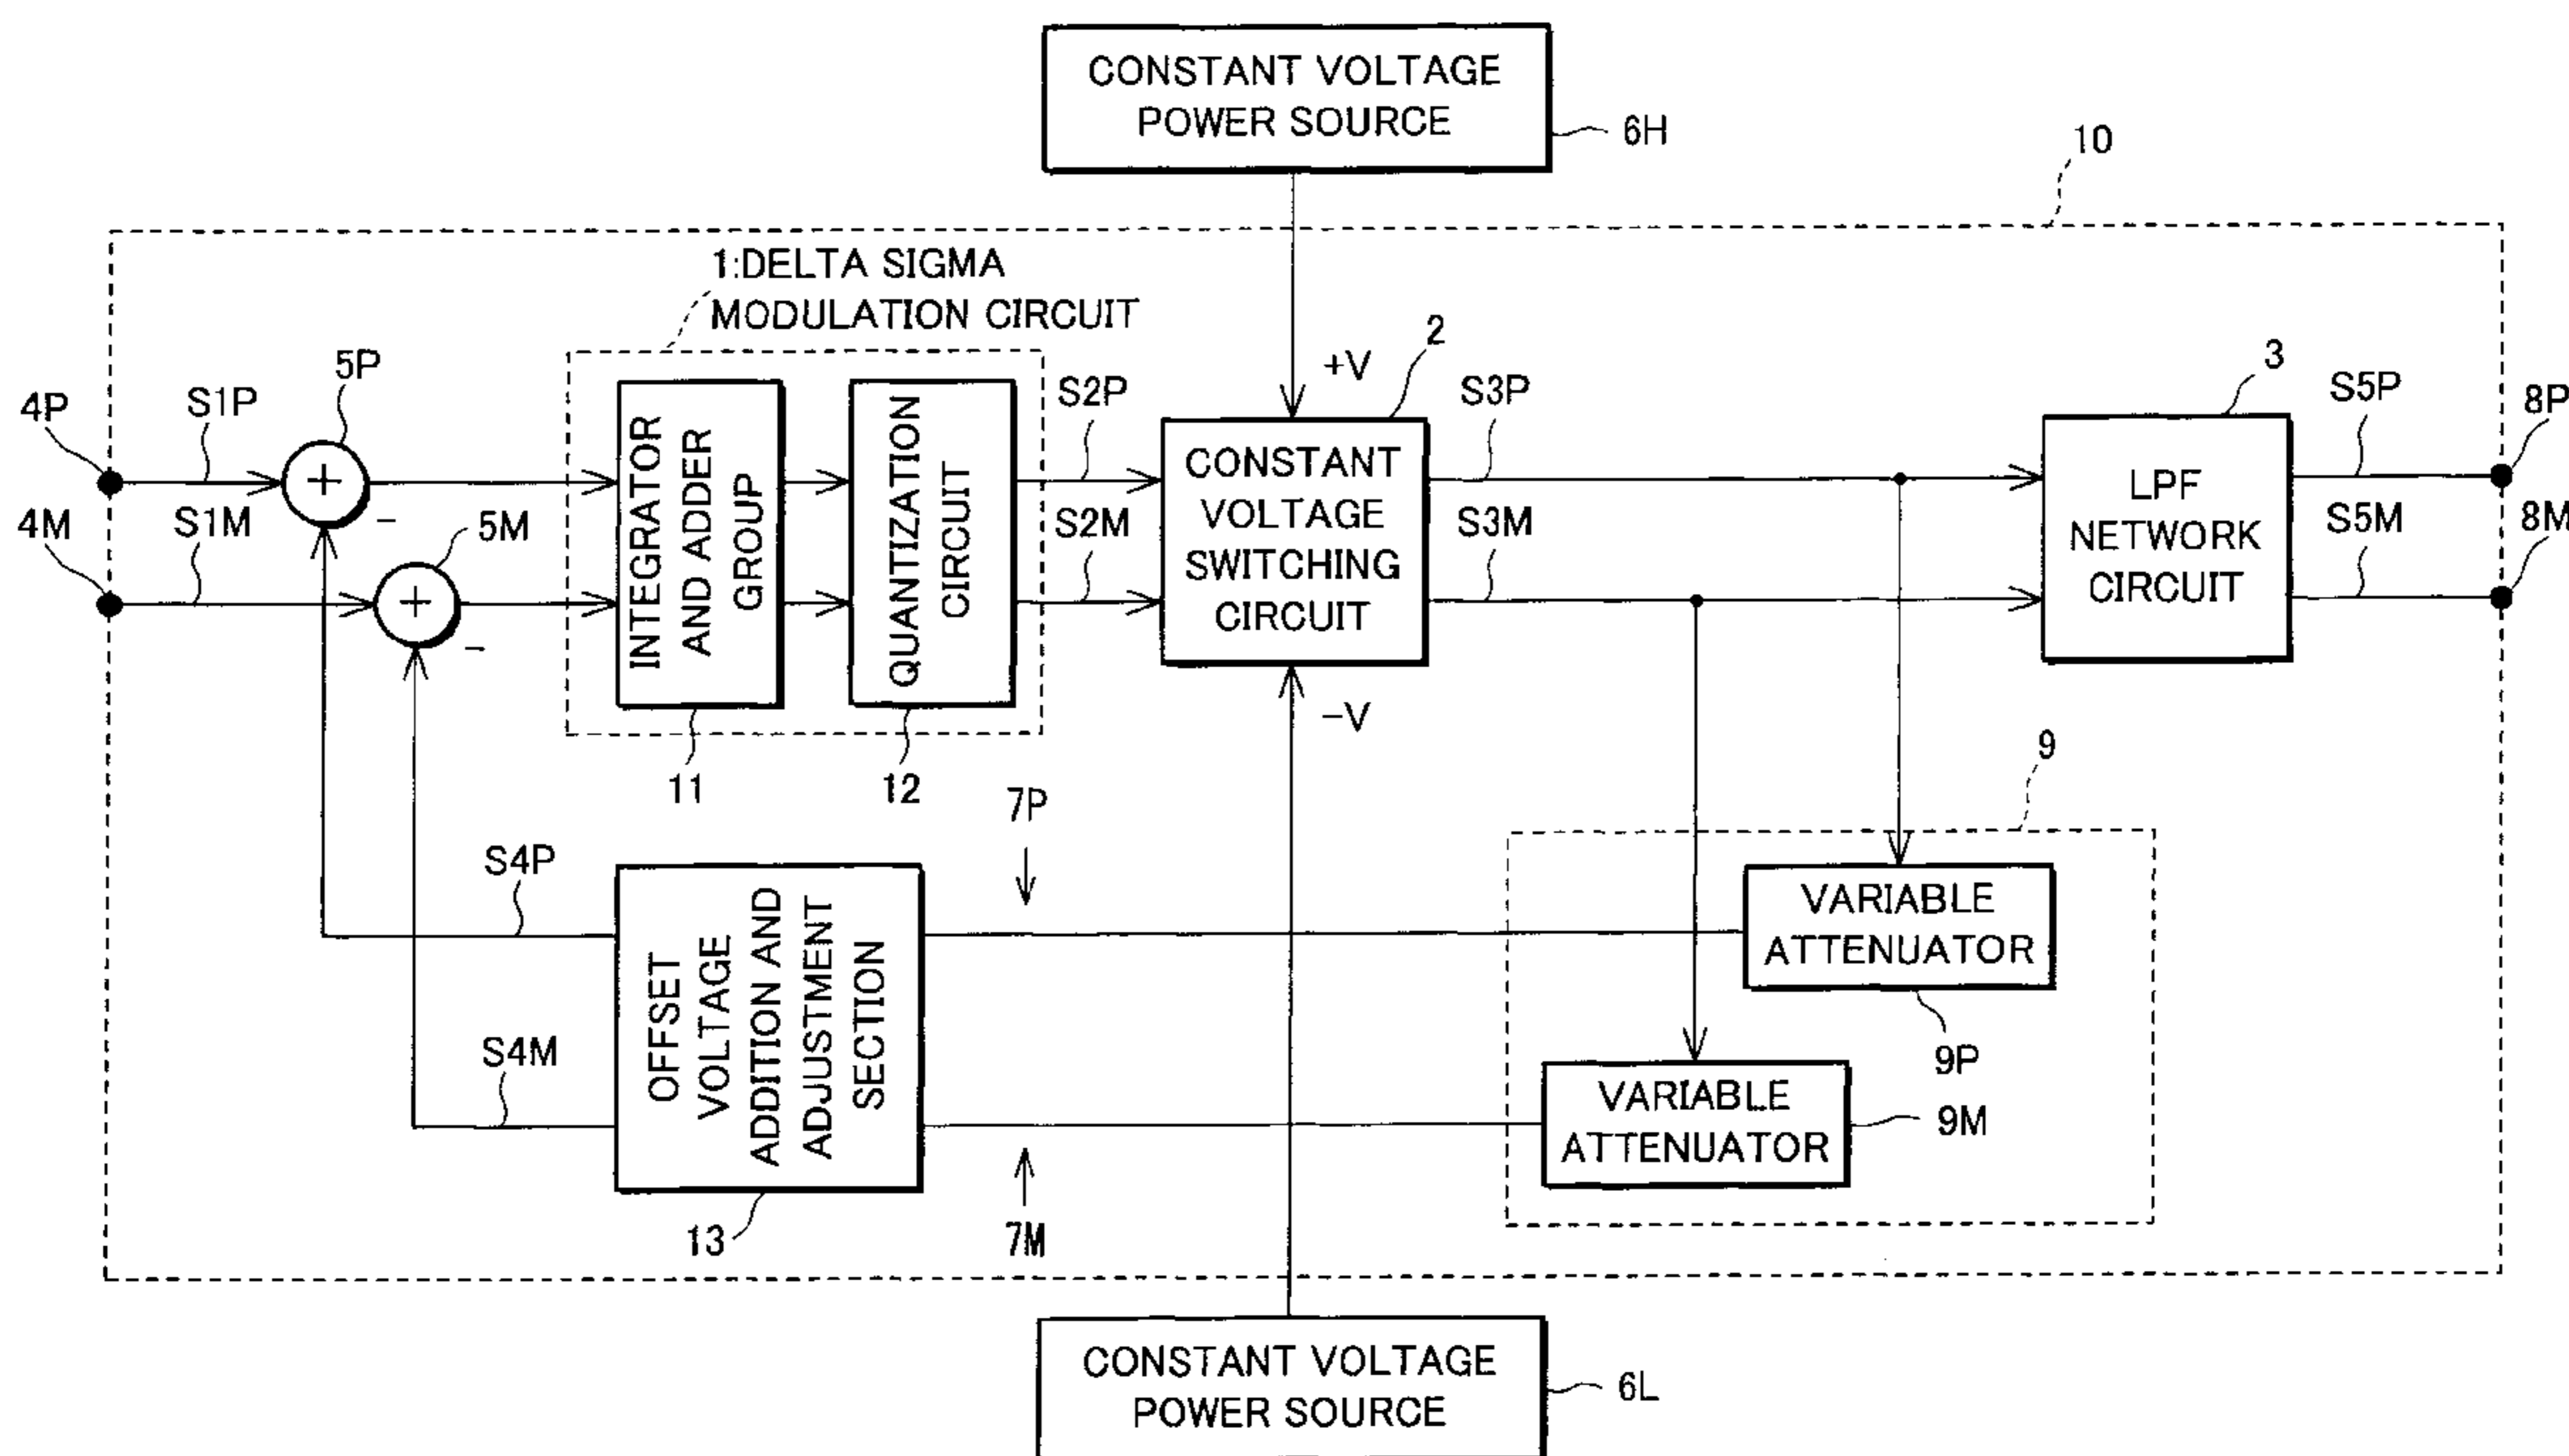 CONSTANT VOLTAGE
POWER SOURCE
6H
10
1:DELTA SIGMA
MODULATION CIRCUIT
2
3
+V
4P
S1P
5P
S2P
S3P
S5P
8P
4M
S1M
5M
S2M
S3M
S5M
8M
+
-
+
-
INTEGRATOR
AND ADDER
GROUP
QUANTIZATION
CIRCUIT
CONSTANT
VOLTAGE
SWITCHING
CIRCUIT
LPF
NETWORK
CIRCUIT
-V
11
12
7P
9
S4P
S4M
OFFSET
VOLTAGE
ADDITION AND
ADJUSTMENT
SECTION
VARIABLE
ATTENUATOR
9P
VARIABLE
ATTENUATOR
9M
13
7M
CONSTANT VOLTAGE
POWER SOURCE
6L